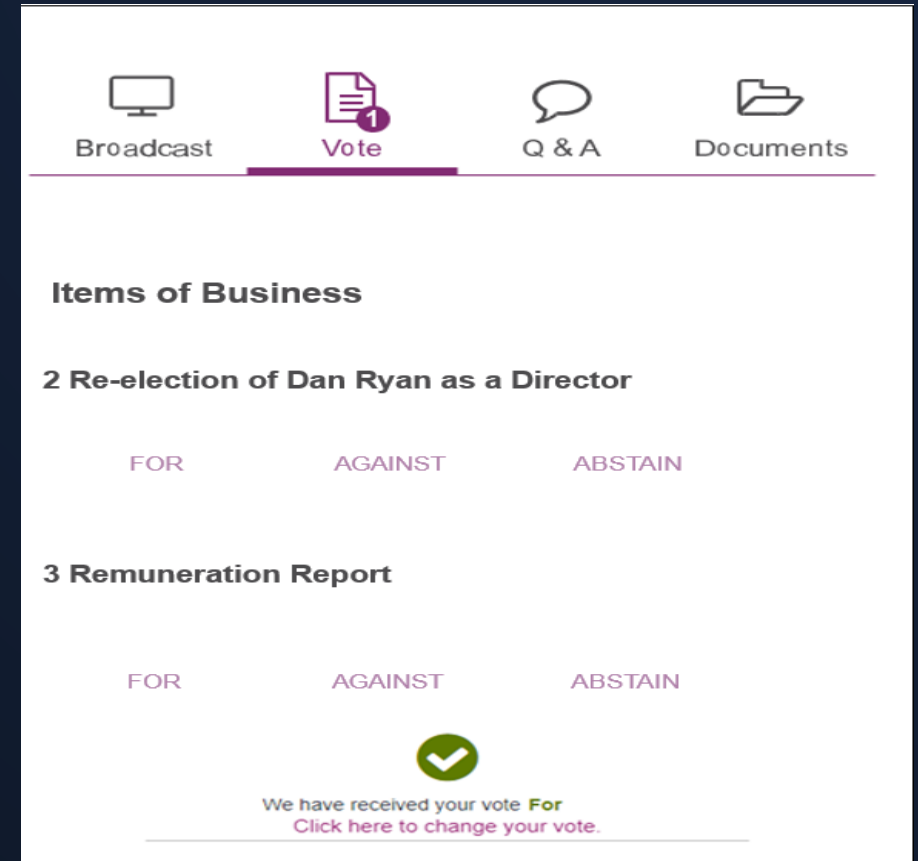 1
Broadcast Vote Q & A Documents
Items of Business
2 Re-election of Dan Ryan as a Director
FOR AGAINST ABSTAIN
3 Remuneration Report
FOR AGAINST ABSTAIN
We have received your vote For
Click here to change your vote.